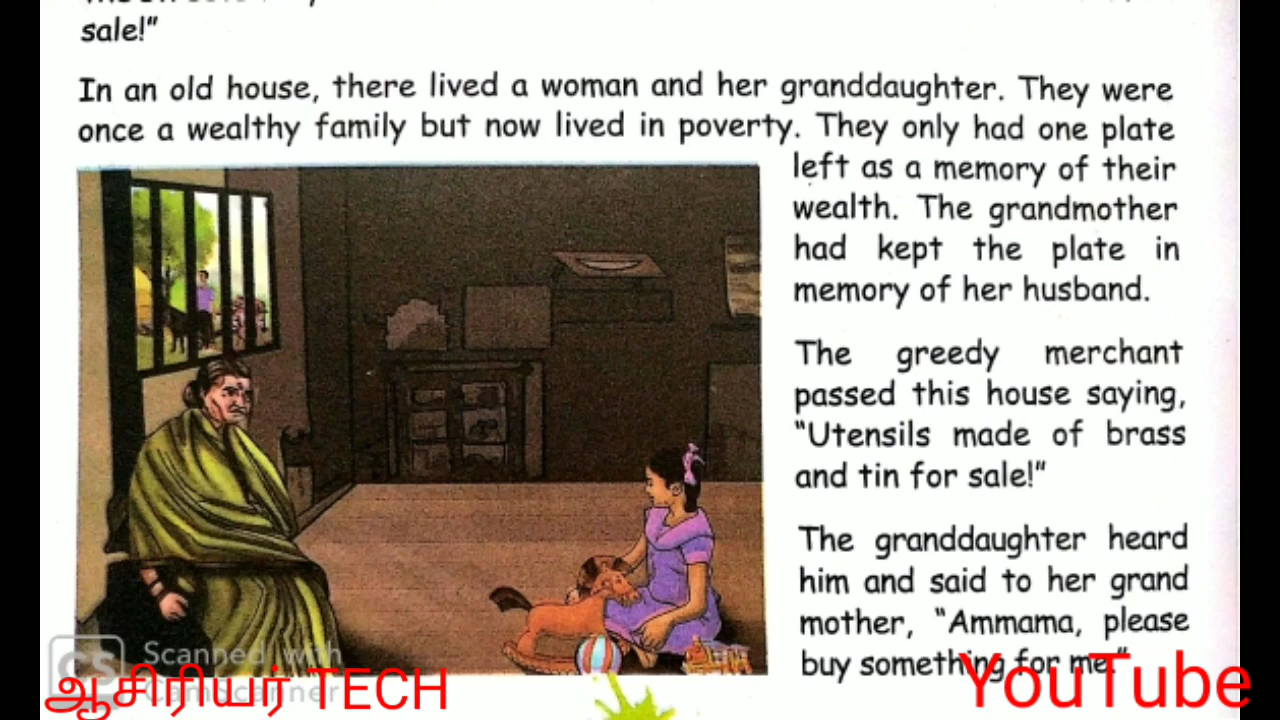 sale!”
In an old house, there lived a woman and her granddaughter. They were
once a wealthy family but now lived in poverty. They only had one plate
left as a memory of their
wealth. The grandmother
had kept the plate in
memory of her husband.
The greedy merchant
passed this house saying,
“Utensils made of brass
and tin for sale!”
The granddaughter heard
him and said to her grand
mother, “Ammama, please
buy something for me.”
CS Scanned with
CamScanner
ஆசிரியர் TECH
YouTube